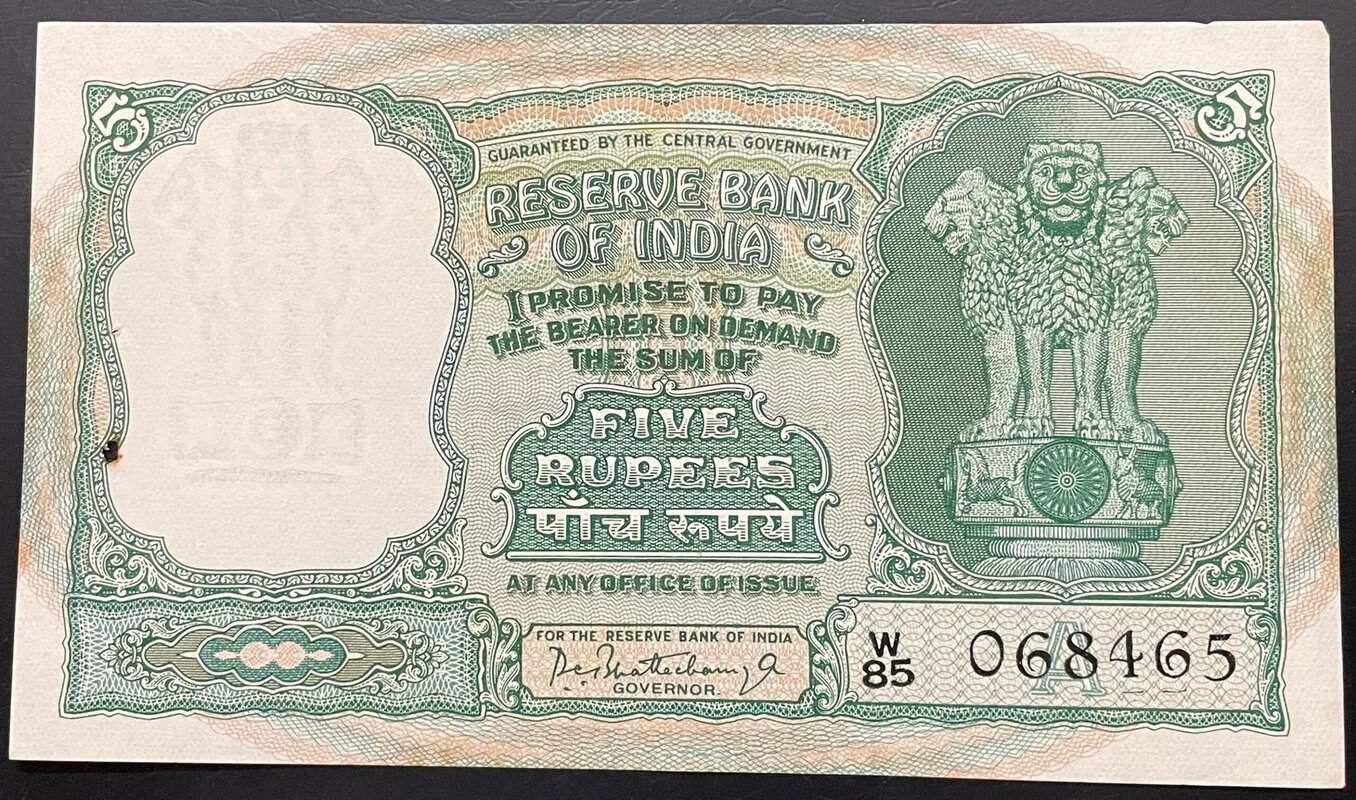 5
5
GUARANTEED BY THE CENTRAL GOVERNMENT
RESERVE BANK
OF INDIA
I PROMISE TO PAY
THE BEARER ON DEMAND
THE SUM OF
FIVE
RUPEES
पाँच रूपये
AT ANY OFFICE OF ISSUE
FOR THE RESERVE BANK OF INDIA
GOVERNOR.
W
85
068465
A